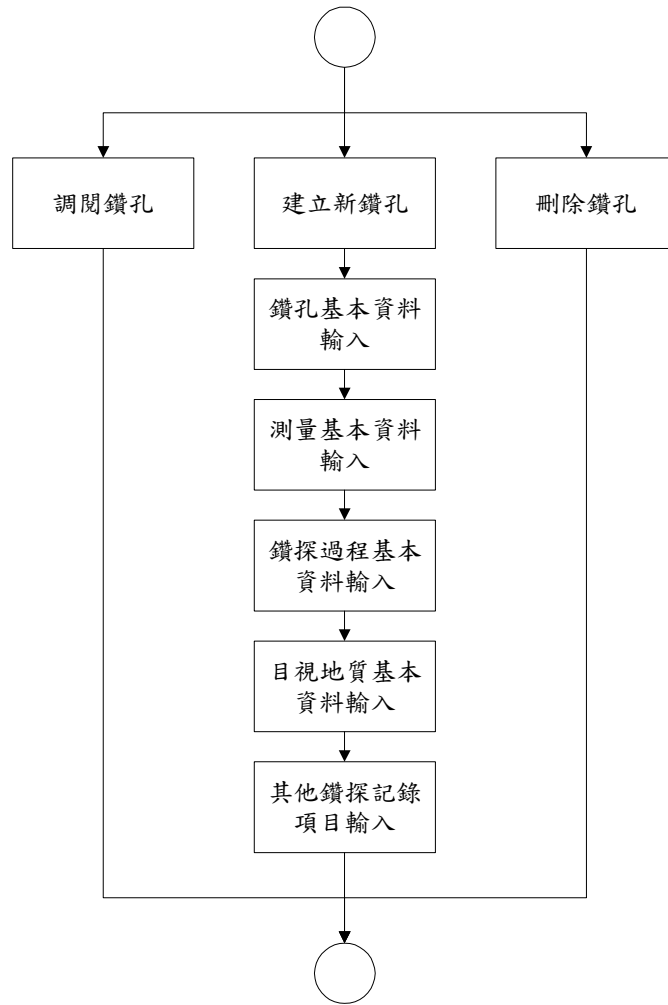 調閱鑽孔
建立新鑽孔
刪除鑽孔
鑽孔基本資料
輸入
測量基本資料
輸入
鑽探過程基本
資料輸入
目視地質基本
資料輸入
其他鑽探記錄
項目輸入